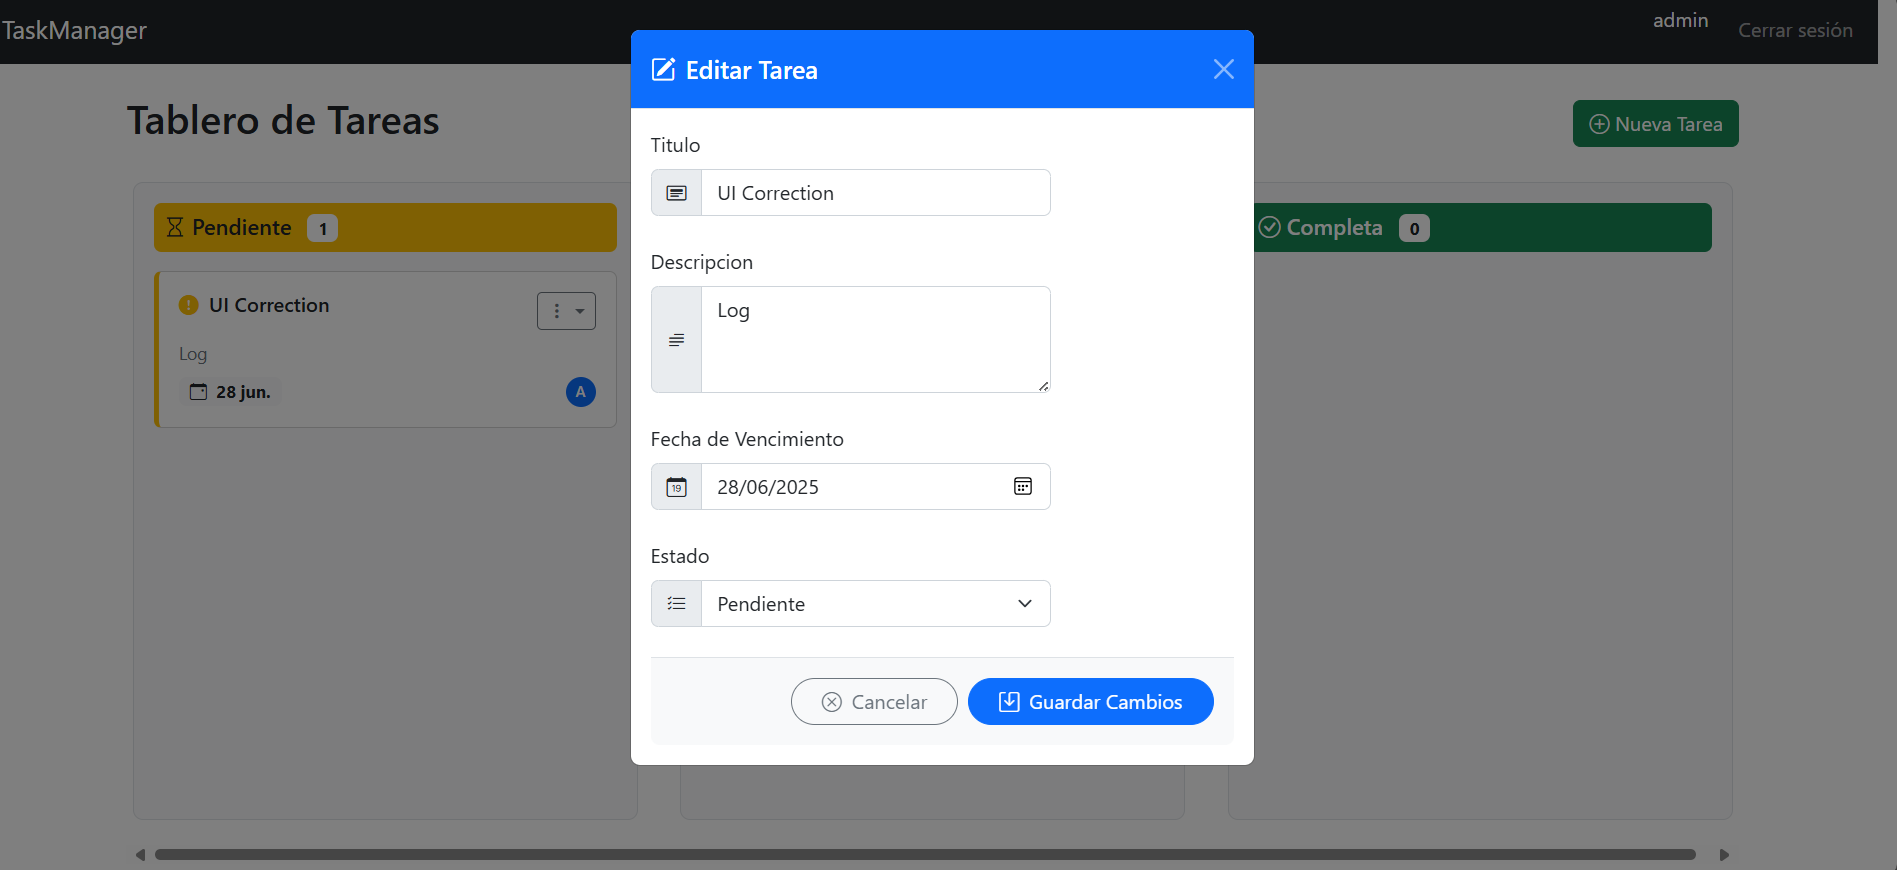 TaskManager
admin
Cerrar sesión
Tablero de Tareas
Nueva Tarea
Pendiente 1
UI Correction
Log
28 jun.
A
Completa 0
Editar Tarea
Titulo
UI Correction
Descripcion
Log
Fecha de Vencimiento
19
28/06/2025
Estado
Pendiente
Cancelar
Guardar Cambios